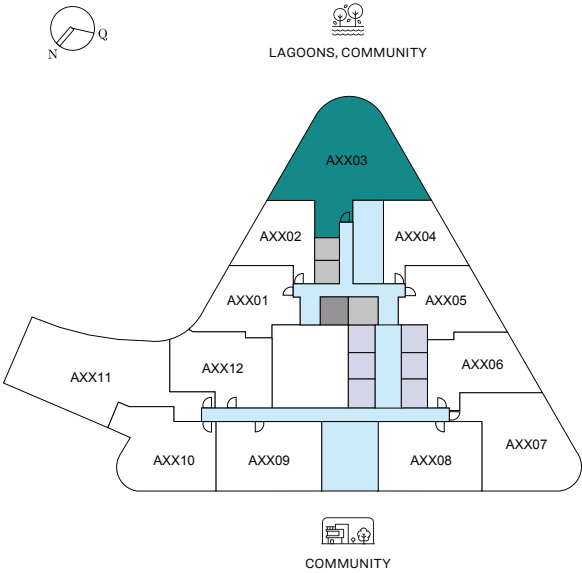 N
Q
LAGOONS, COMMUNITY
AXX03
AXX02
AXX04
AXX01
AXX05
AXX11
AXX12
AXX06
AXX10
AXX09
AXX08
AXX07
COMMUNITY